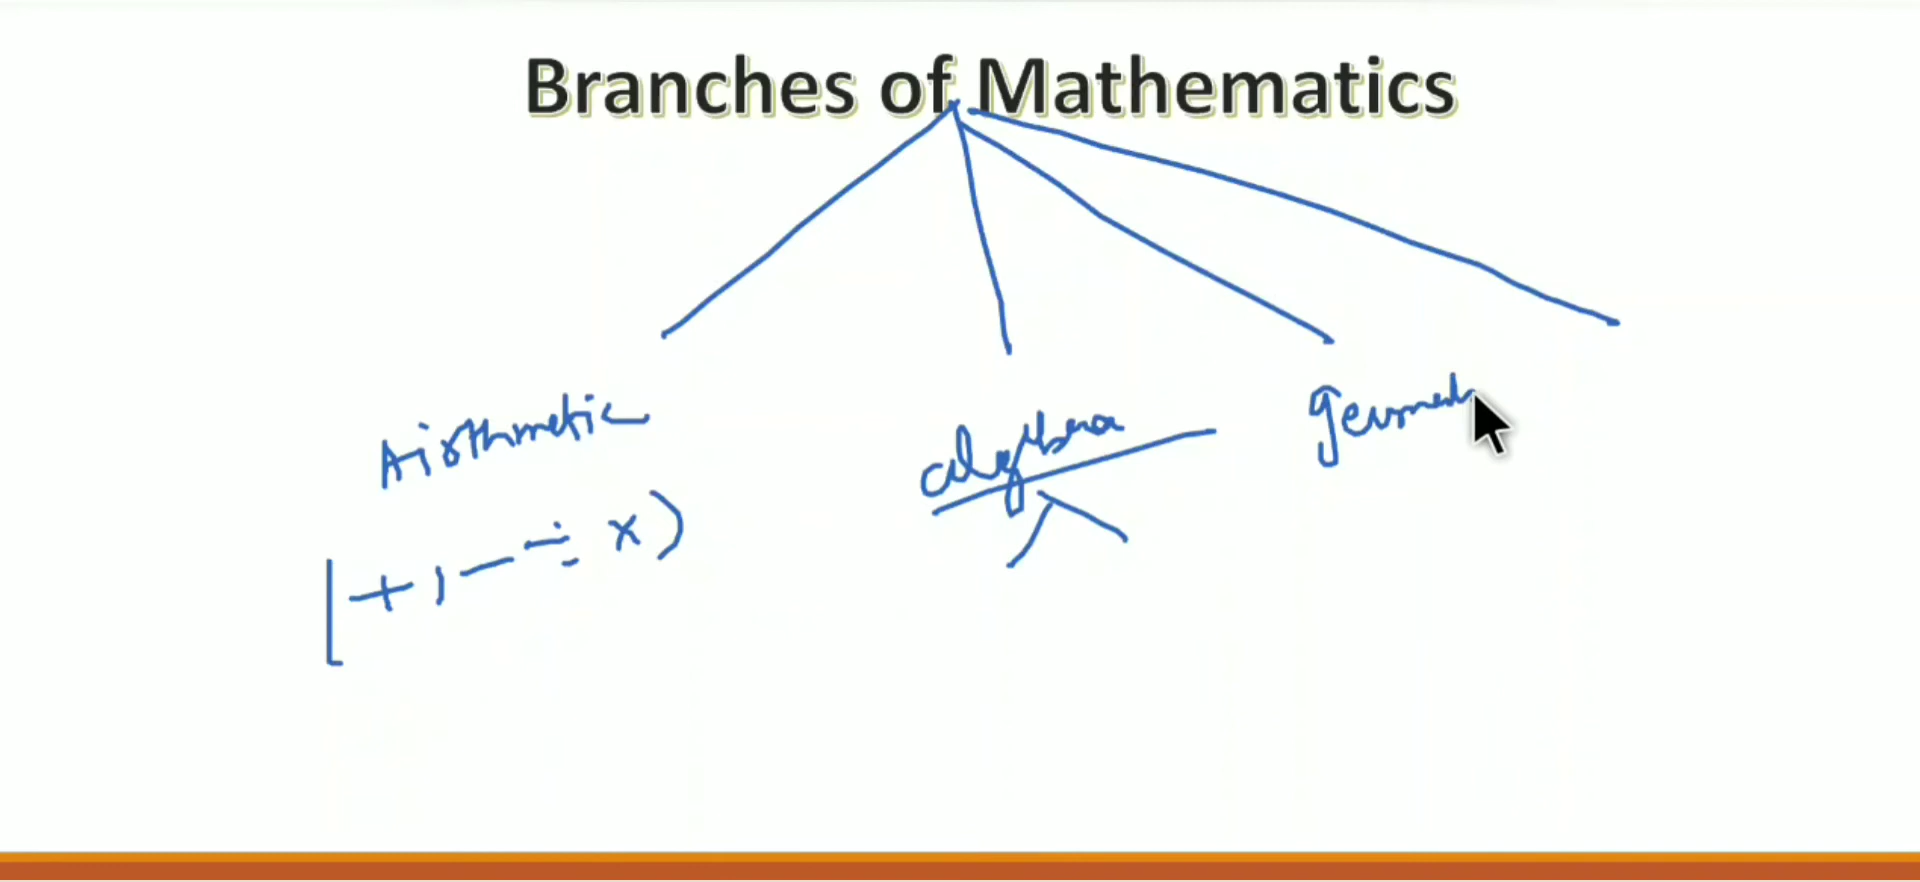 Branches of Mathematics
Airthmetic
algebra
geomet
(+, - ÷ ×)